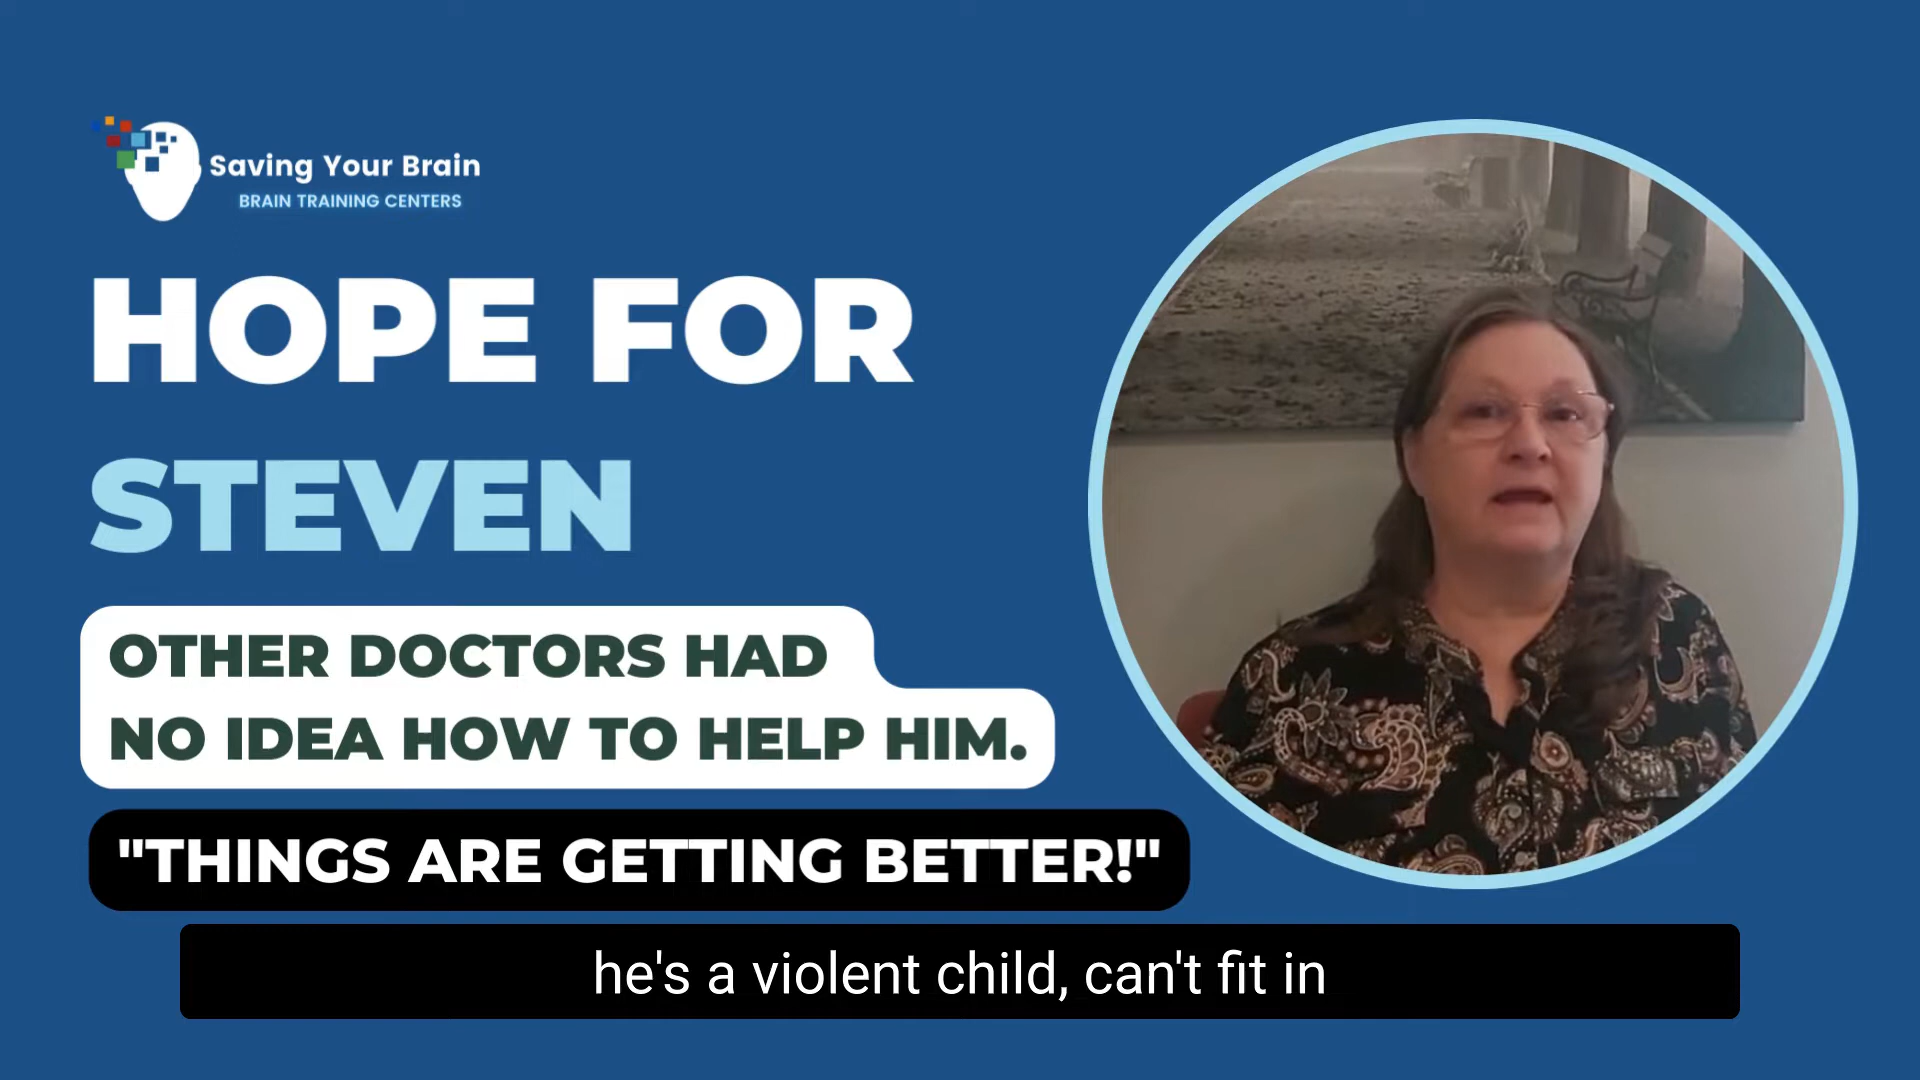 Saving Your Brain
BRAIN TRAINING CENTERS
HOPE FOR
STEVEN
OTHER DOCTORS HAD
NO IDEA HOW TO HELP HIM.
"THINGS ARE GETTING BETTER!"
he's a violent child, can't fit in